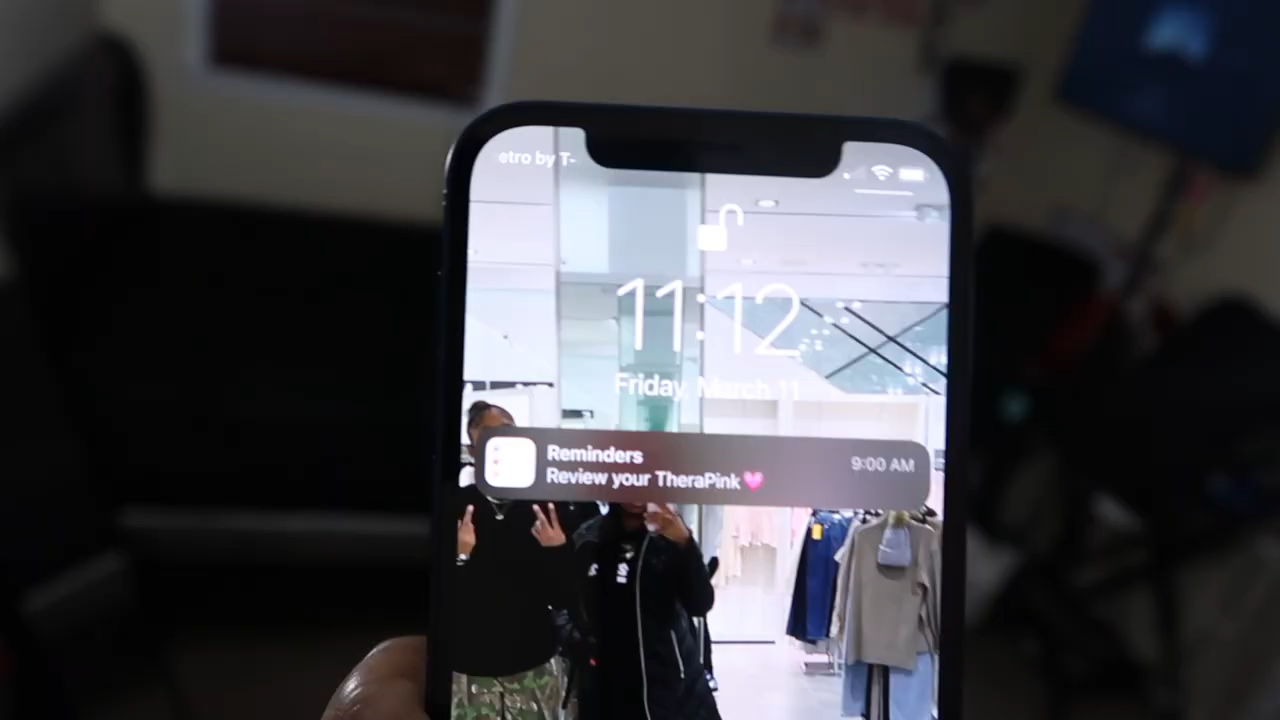 etro by T-
11:12
Friday, March 11
Reminders
9:00 AM
Review your TheraPink💗